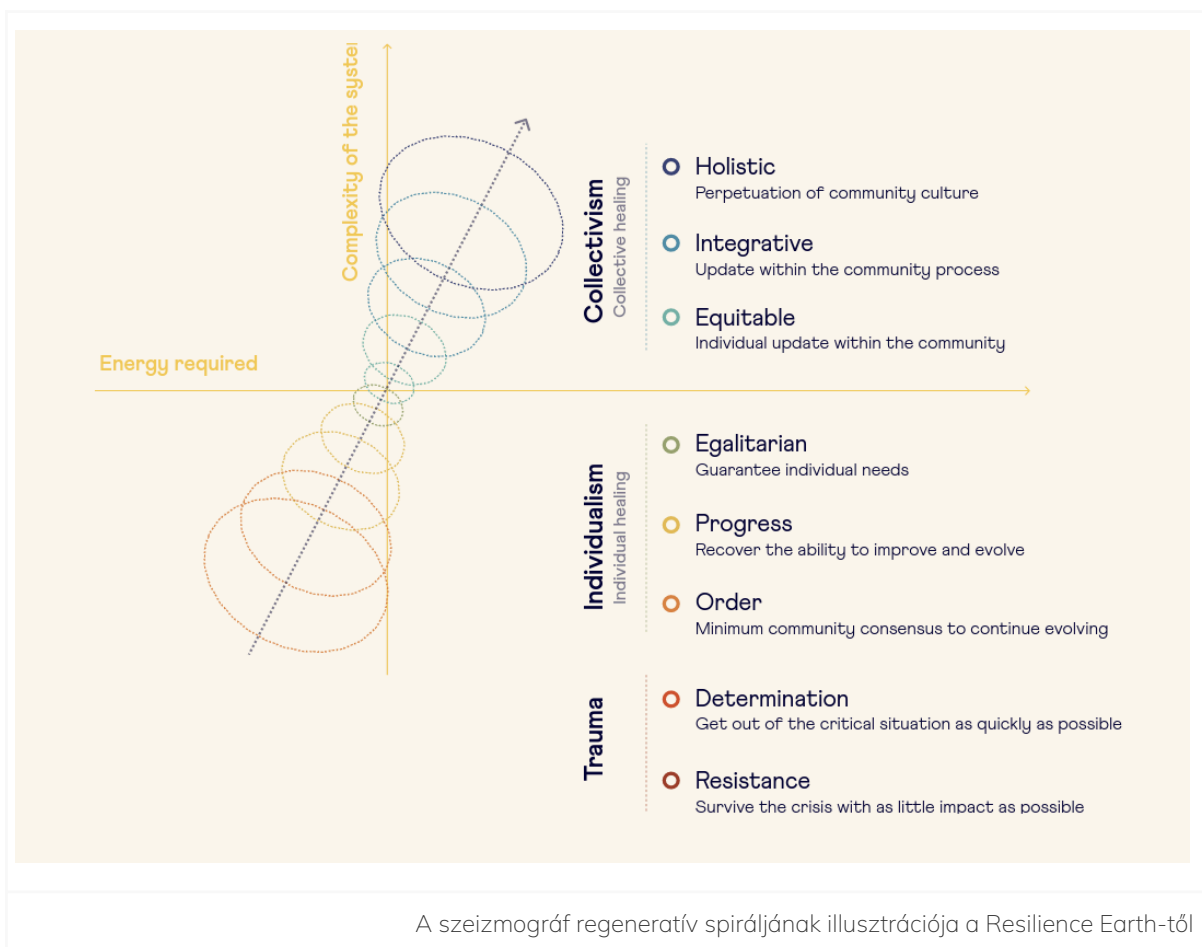 Complexity of the syste
Energy required
Collectivism
Collective healing
Holistic
Perpetuation of community culture
Integrative
Update within the community process
Equitable
Individual update within the community
Individualism
Individual healing
Egalitarian
Guarantee individual needs
Progress
Recover the ability to improve and evolve
Order
Minimum community consensus to continue evolving
Trauma
Determination
Get out of the critical situation as quickly as possible
Resistance
Survive the crisis with as little impact as possible
A szeizmográf regeneratív spiráljának illusztrációja a Resilience Earth-től